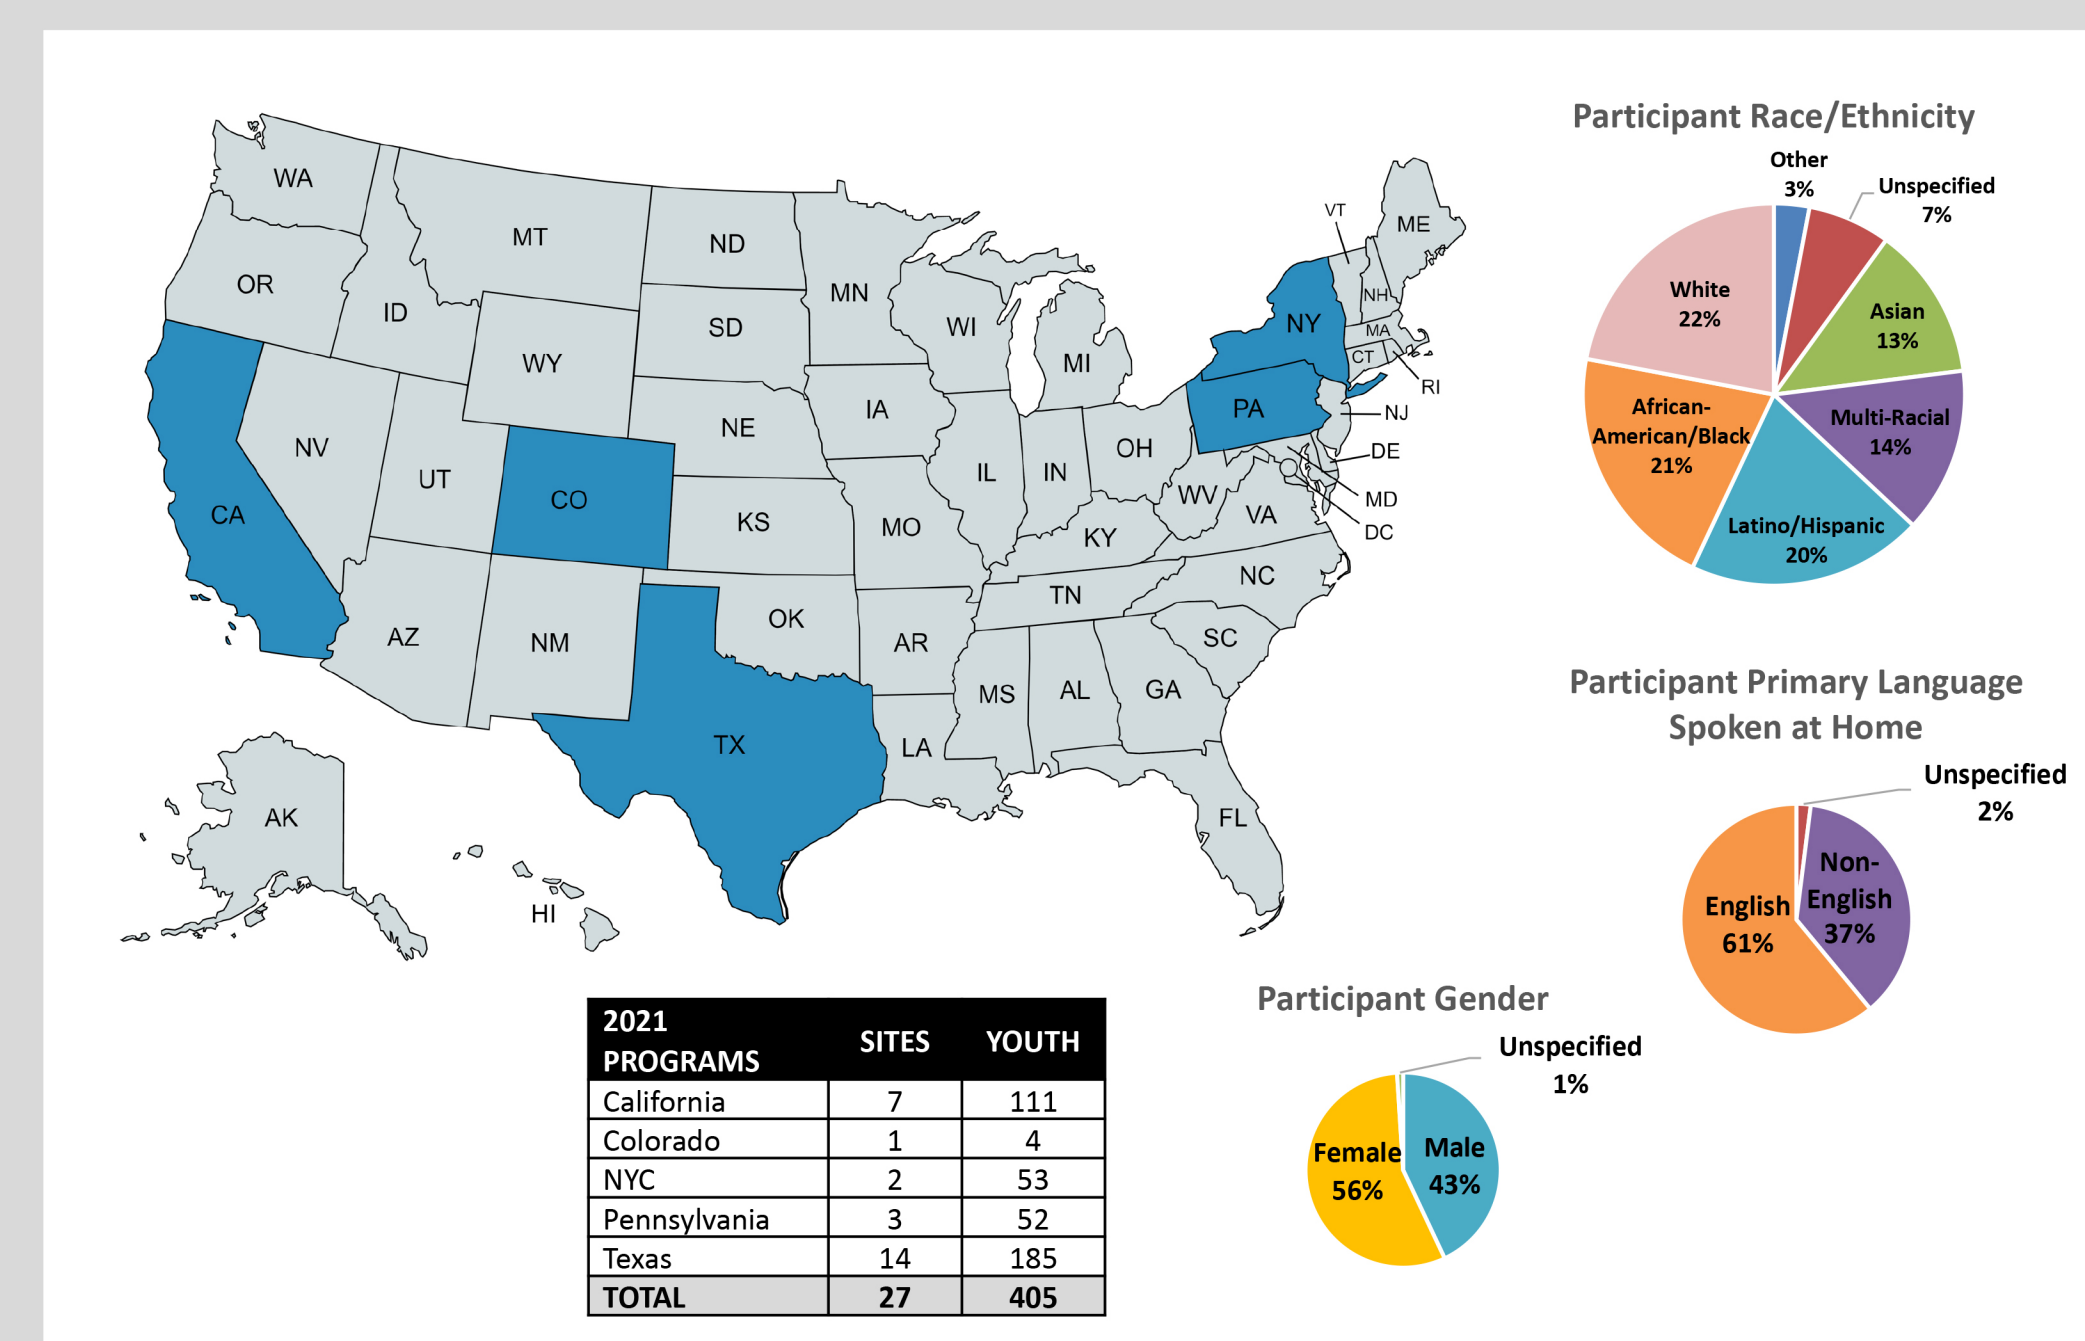 WA
OR
CA
NV
ID
MT
WY
UT
AZ
CO
NM
ND
SD
NE
KS
OK
TX
MN
IA
MO
AR
LA
WI
IL
MI
IN
OH
KY
TN
MS
AL
GA
FL
SC
NC
VA
WV
PA
NY
VT
NH
ME
MA
CT
RI
NJ
DE
MD
DC
AK
HI
Participant Race/Ethnicity
Other
3%
Unspecified
7%
Asian
13%
Multi-Racial
14%
Latino/Hispanic
20%
African-
American/Black
21%
White
22%
Participant Primary Language
Spoken at Home
Unspecified
2%
Non-
English
37%
English
61%
Participant Gender
Unspecified
1%
Male
43%
Female
56%
2021
PROGRAMS SITES YOUTH
California 7 111
Colorado 1 4
NYC 2 53
Pennsylvania 3 52
Texas 14 185
TOTAL 27 405